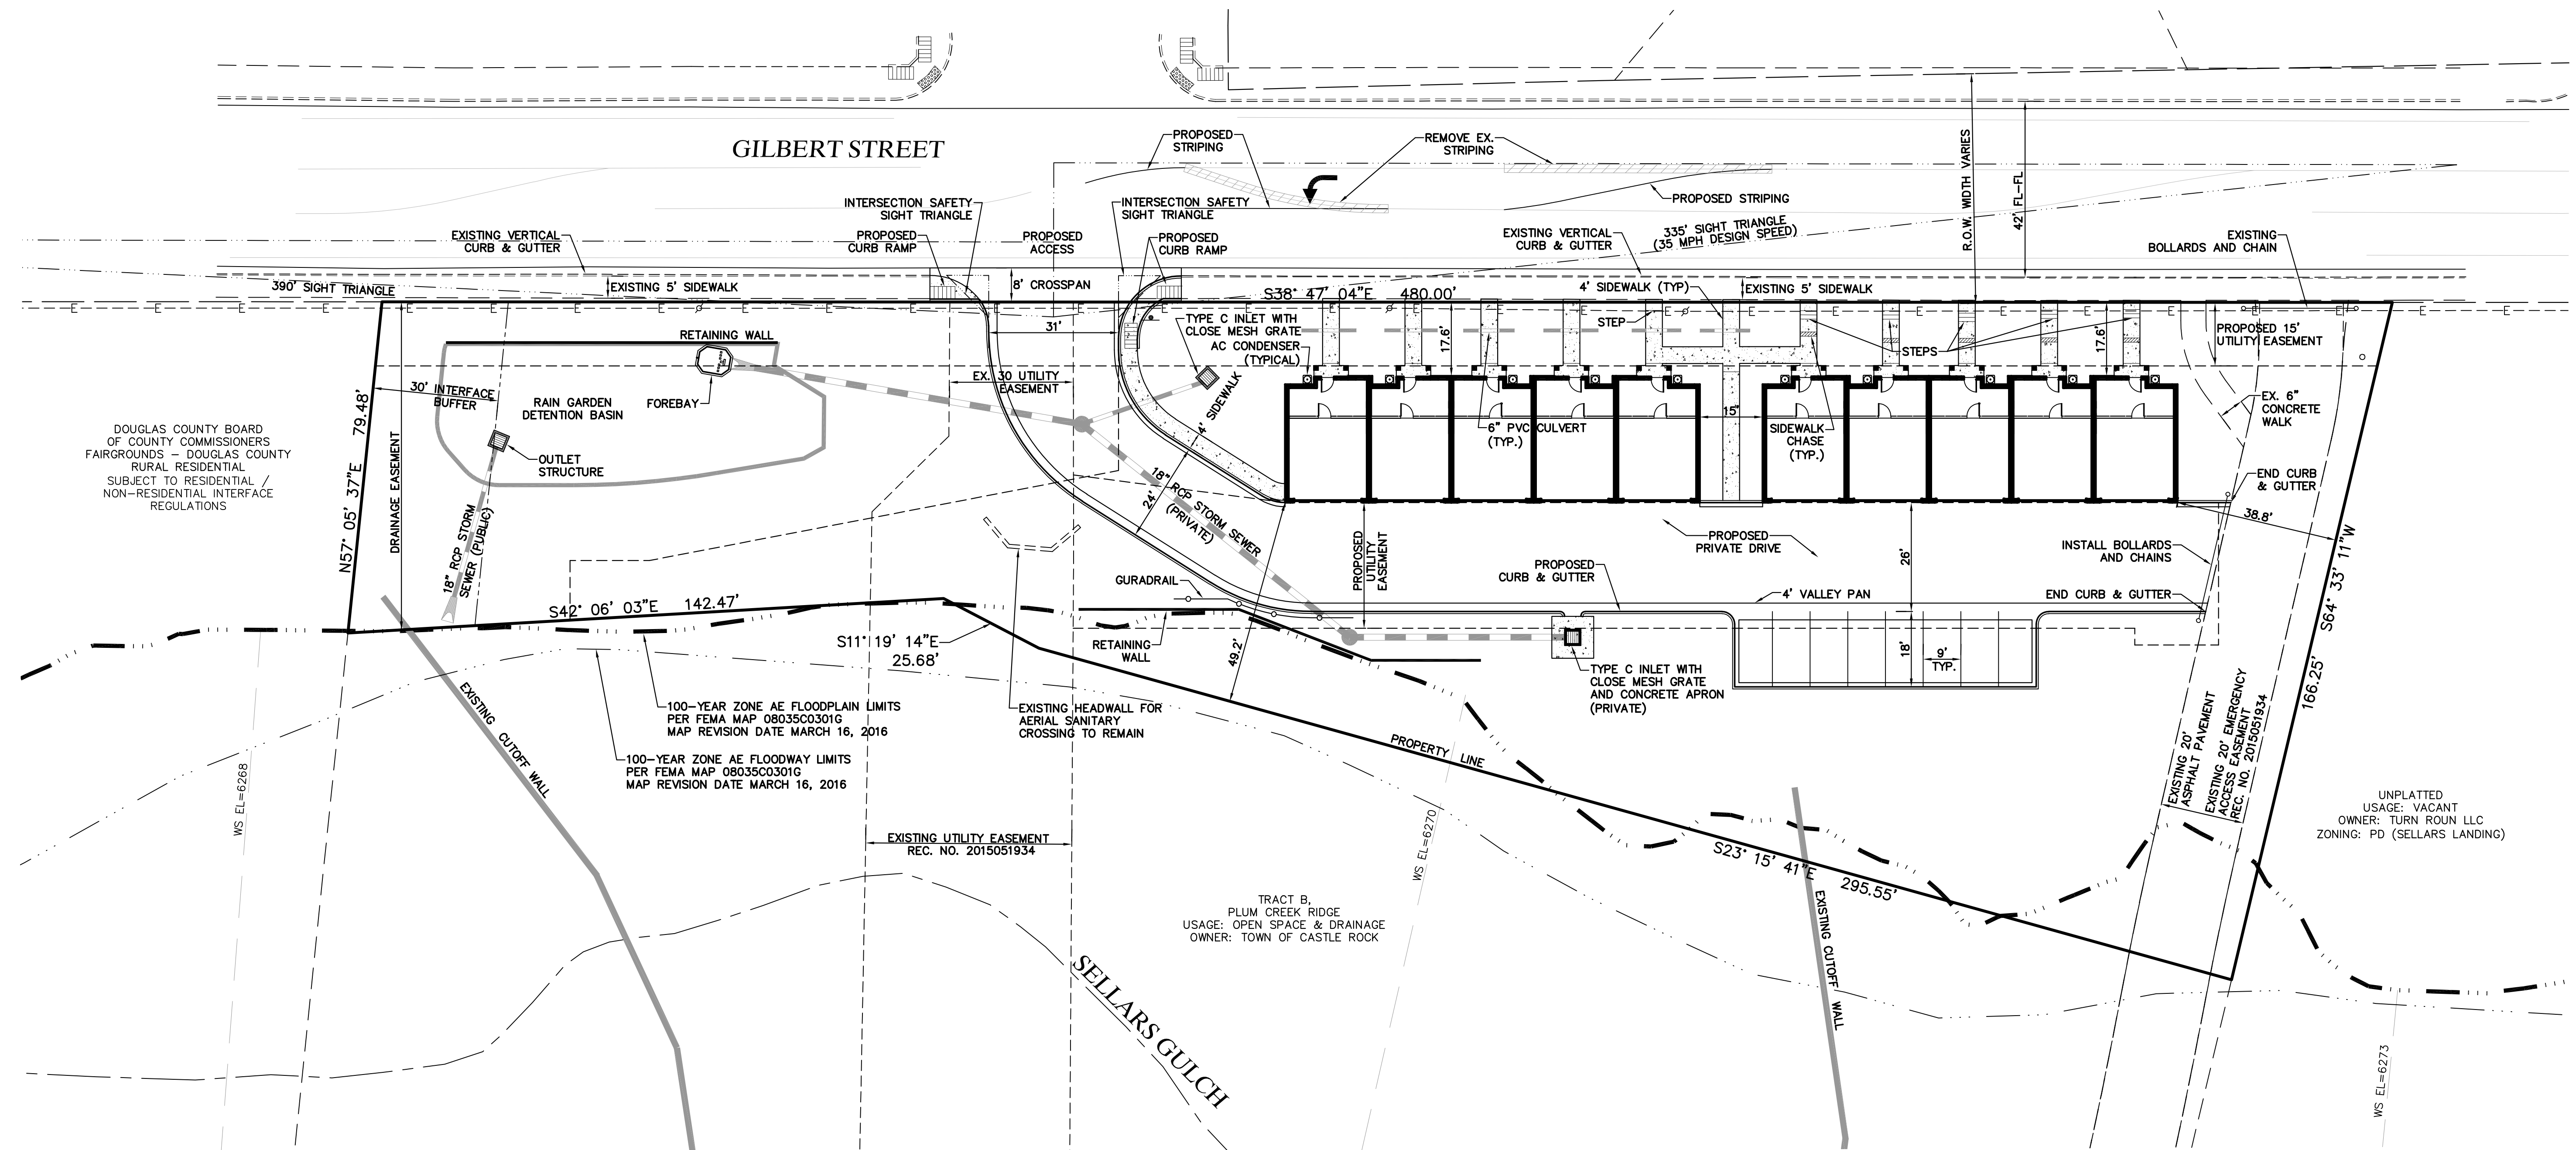 GILBERT STREET
PROPOSED
STRIPING
REMOVE EX.
STRIPING
PROPOSED STRIPING
R.O.W. WIDTH VARIES
42' FL-FL
335' SIGHT TRIANGLE
(35 MPH DESIGN SPEED)
INTERSECTION SAFETY
SIGHT TRIANGLE
INTERSECTION SAFETY
SIGHT TRIANGLE
EXISTING VERTICAL
CURB & GUTTER
PROPOSED
CURB RAMP
PROPOSED
ACCESS
PROPOSED
CURB RAMP
EXISTING VERTICAL
CURB & GUTTER
EXISTING
BOLLARDS AND CHAIN
390' SIGHT TRIANGLE
EXISTING 5' SIDEWALK
8' CROSSPAN
S38° 47' 04"E 480.00'
4' SIDEWALK (TYP)
EXISTING 5' SIDEWALK
E E E E E E E E E E E E E E
RETAINING WALL
31'
TYPE C INLET WITH
CLOSE MESH GRATE
AC CONDENSER
(TYPICAL)
17.6'
STEP
STEPS
17.6'
PROPOSED 15'
UTILITY EASEMENT
30' INTERFACE
BUFFER
RAIN GARDEN
DETENTION BASIN
FOREBAY
EX. 30 UTILITY
EASEMENT
4' SIDEWALK
EX. 6"
CONCRETE
WALK
N57° 05' 37"E 79.48'
DRAINAGE EASEMENT
OUTLET
STRUCTURE
6" PVC CULVERT
(TYP.)
15'
SIDEWALK
CHASE
(TYP.)
DOUGLAS COUNTY BOARD
OF COUNTY COMMISSIONERS
FAIRGROUNDS - DOUGLAS COUNTY
RURAL RESIDENTIAL
SUBJECT TO RESIDENTIAL /
NON-RESIDENTIAL INTERFACE
REGULATIONS
18" RCP STORM
SEWER (PUBLIC)
24'
18" RCP STORM SEWER
(PRIVATE)
END CURB
& GUTTER
38.8'
PROPOSED
UTILITY
EASEMENT
PROPOSED
PRIVATE DRIVE
26'
INSTALL BOLLARDS
AND CHAINS
S64° 33' 11"W
166.25'
GURADRAIL
PROPOSED
CURB & GUTTER
4' VALLEY PAN
END CURB & GUTTER
S42° 06' 03"E 142.47'
S11° 19' 14"E
25.68'
RETAINING
WALL
49.2'
18'
9'
TYP.
TYPE C INLET WITH
CLOSE MESH GRATE
AND CONCRETE APRON
(PRIVATE)
EXISTING CUTOFF WALL
100-YEAR ZONE AE FLOODPLAIN LIMITS
PER FEMA MAP 08035C0301G
MAP REVISION DATE MARCH 16, 2016
100-YEAR ZONE AE FLOODWAY LIMITS
PER FEMA MAP 08035C0301G
MAP REVISION DATE MARCH 16, 2016
EXISTING HEADWALL FOR
AERIAL SANITARY
CROSSING TO REMAIN
PROPERTY LINE
EXISTING 20'
ASPHALT PAVEMENT
EXISTING 20' EMERGENCY
ACCESS EASEMENT
REC. NO. 2015051934
WS EL=6268
EXISTING UTILITY EASEMENT
REC. NO. 2015051934
WS EL=6270
S23° 15' 41"E 295.55'
UNPLATTED
USAGE: VACANT
OWNER: TURN ROUN LLC
ZONING: PD (SELLARS LANDING)
TRACT B,
PLUM CREEK RIDGE
USAGE: OPEN SPACE & DRAINAGE
OWNER: TOWN OF CASTLE ROCK
EXISTING CUTOFF WALL
SELLARS GULCH
WS EL=6273